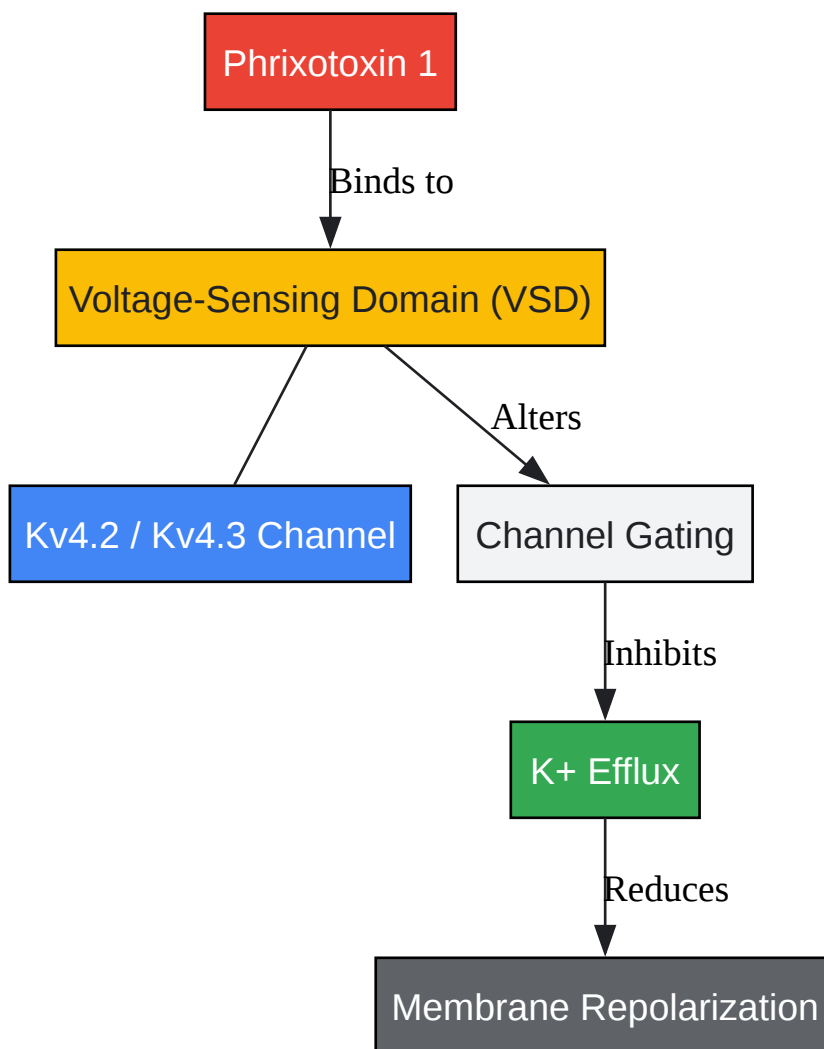 Phrixotoxin 1
Binds to
Voltage-Sensing Domain (VSD)
Alters
Kv4.2 / Kv4.3 Channel
Channel Gating
Inhibits
K+ Efflux
Reduces
Membrane Repolarization